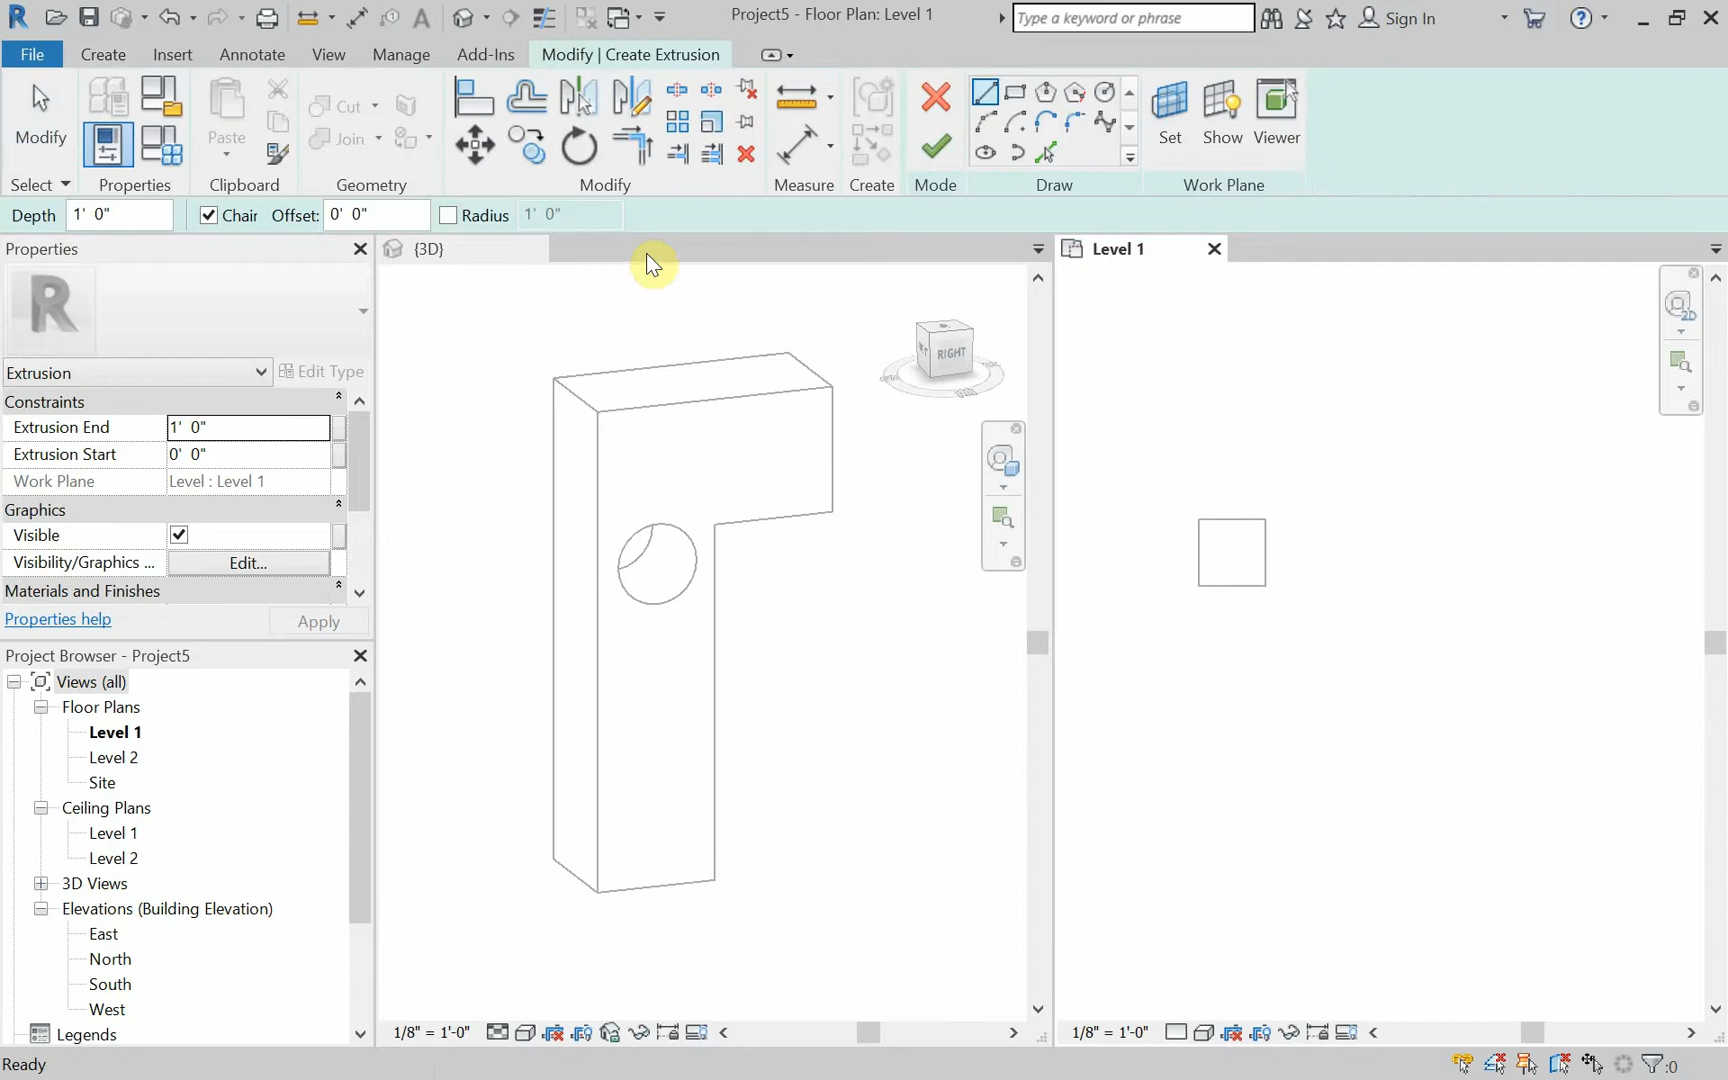 Project5 - Floor Plan: Level 1
Type a keyword or phrase
Sign In
File Create Insert Annotate View Manage Add-Ins Modify | Create Extrusion
Modify
Paste
Cut
Join
Set Show Viewer
Select Properties Clipboard Geometry Modify Measure Create Mode Draw Work Plane
Depth 1' 0" Chair Offset: 0' 0" Radius 1' 0"
Properties
{3D}
Level 1
R
Extrusion Edit Type
Constraints
Extrusion End 1' 0"
Extrusion Start 0' 0"
Work Plane Level : Level 1
Graphics
Visible
Visibility/Graphics ... Edit...
Materials and Finishes
Properties help Apply
RIGHT
2D
Project Browser - Project5
Views (all)
Floor Plans
Level 1
Level 2
Site
Ceiling Plans
Level 1
Level 2
3D Views
Elevations (Building Elevation)
East
North
South
West
Legends
1/8" = 1'-0"
1/8" = 1'-0"
Ready
:0